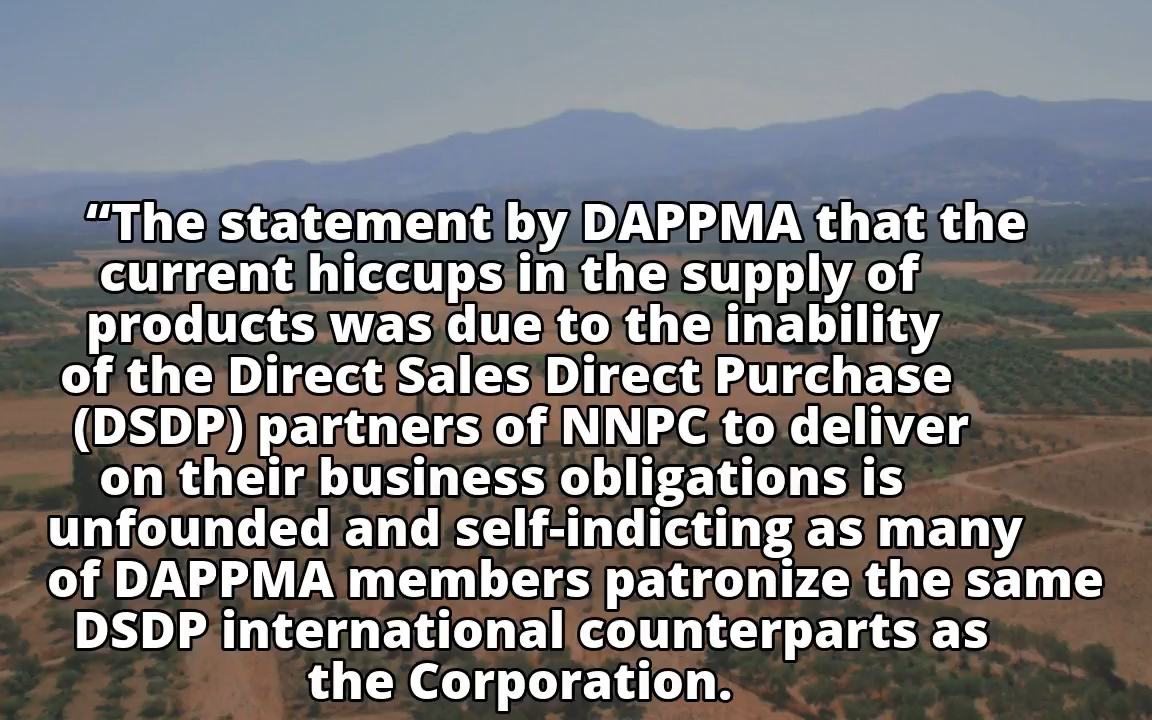 “The statement by DAPPMA that the
current hiccups in the supply of
products was due to the inability
of the Direct Sales Direct Purchase
(DSDP) partners of NNPC to deliver
on their business obligations is
unfounded and self-indicting as many
of DAPPMA members patronize the same
DSDP international counterparts as
the Corporation.